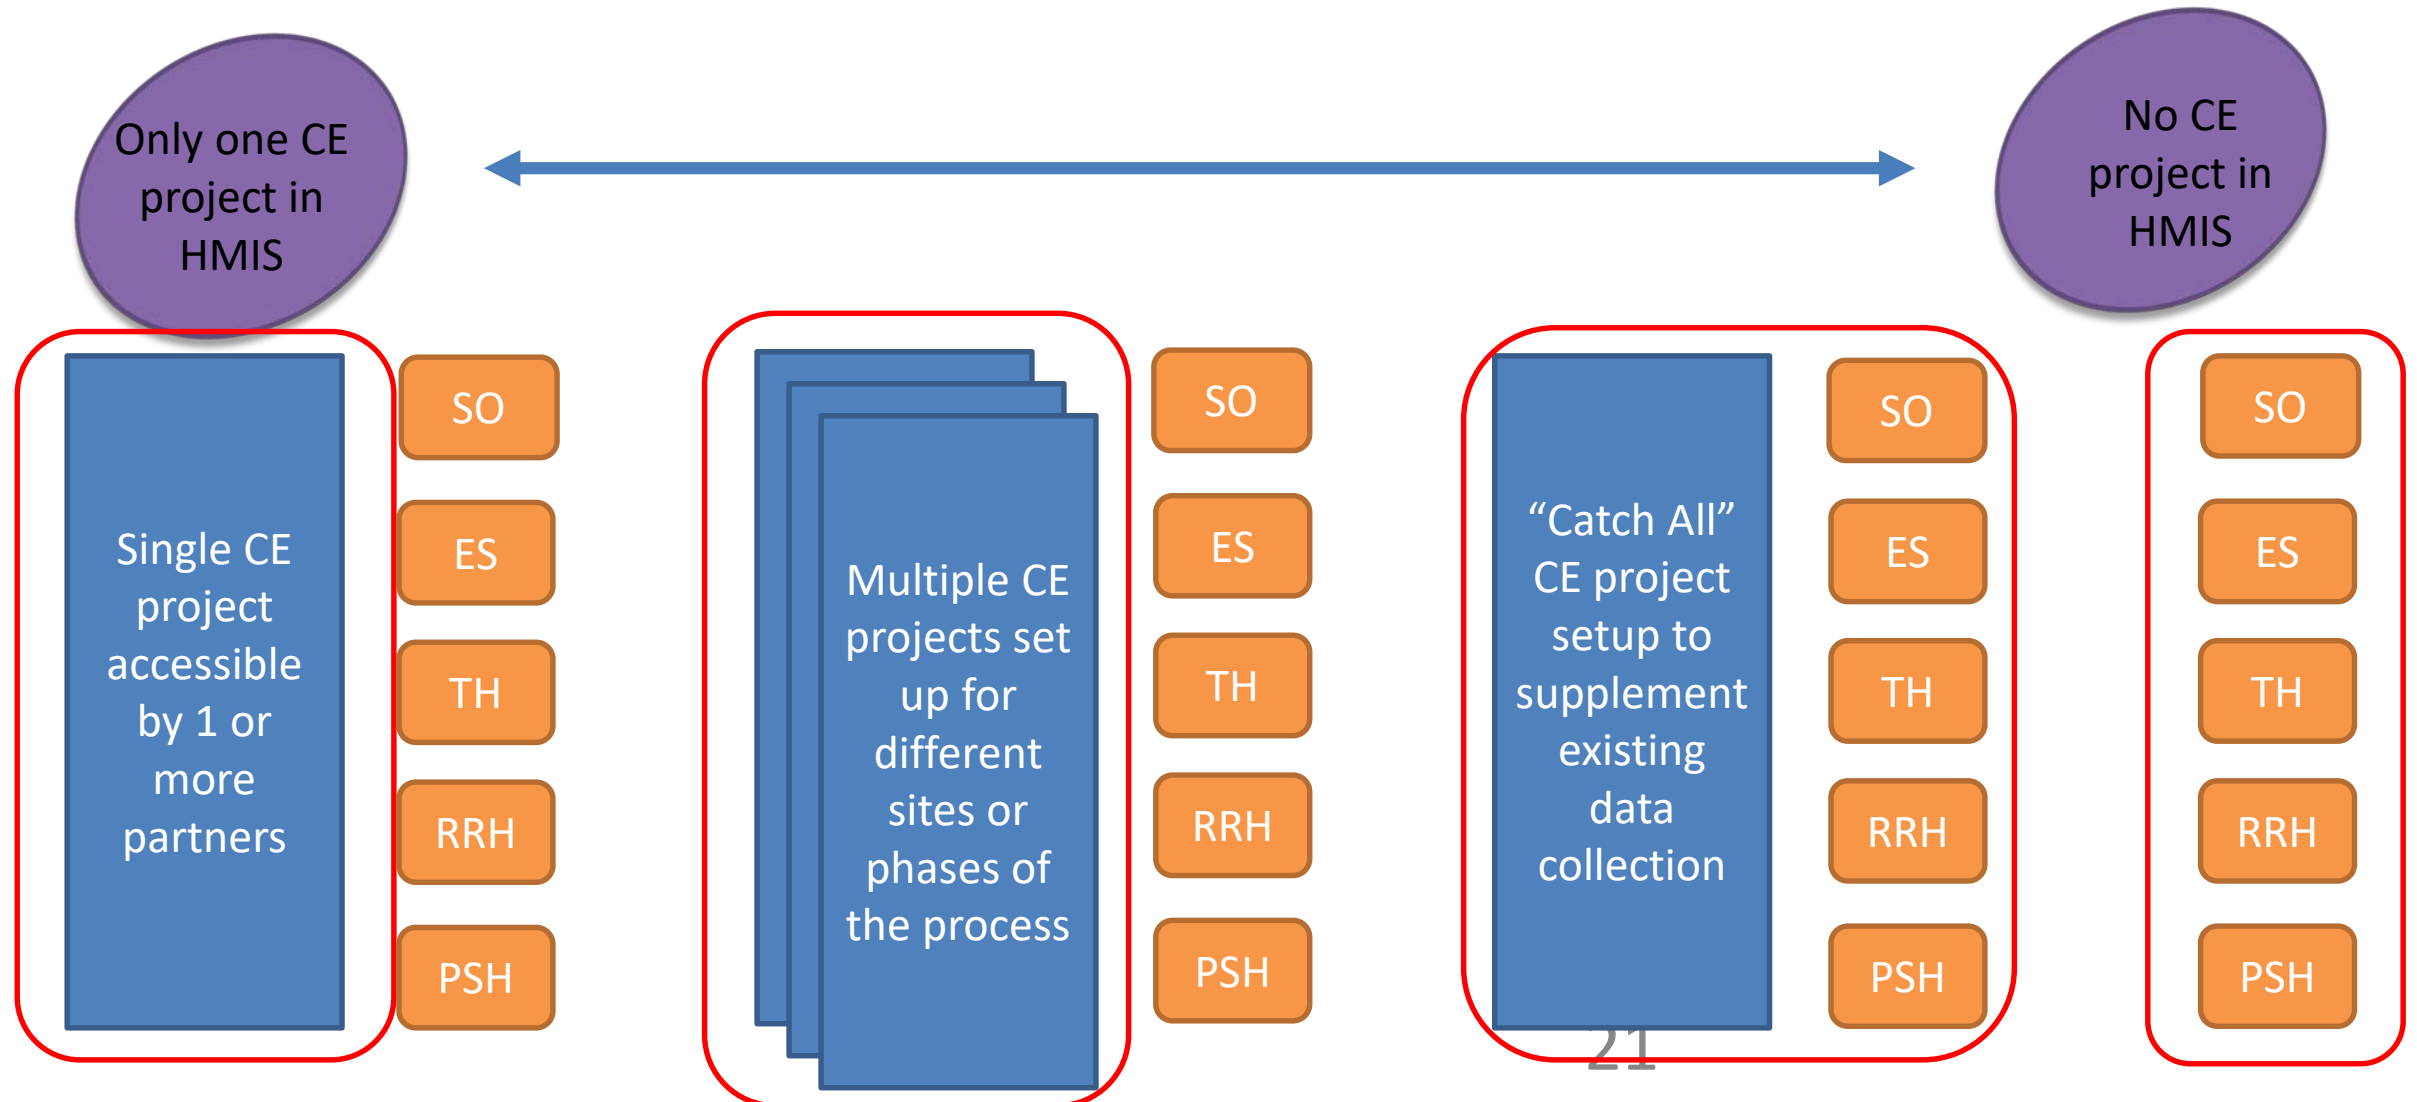 Only one CE
project in
HMIS
No CE
project in
HMIS
Single CE
project
accessible
by 1 or
more
partners
SO
ES
TH
RRH
PSH
Multiple CE
projects set
up for
different
sites or
phases of
the process
SO
ES
TH
RRH
PSH
“Catch All”
CE project
setup to
supplement
existing
data
collection
SO
ES
TH
RRH
PSH
SO
ES
TH
RRH
PSH
21